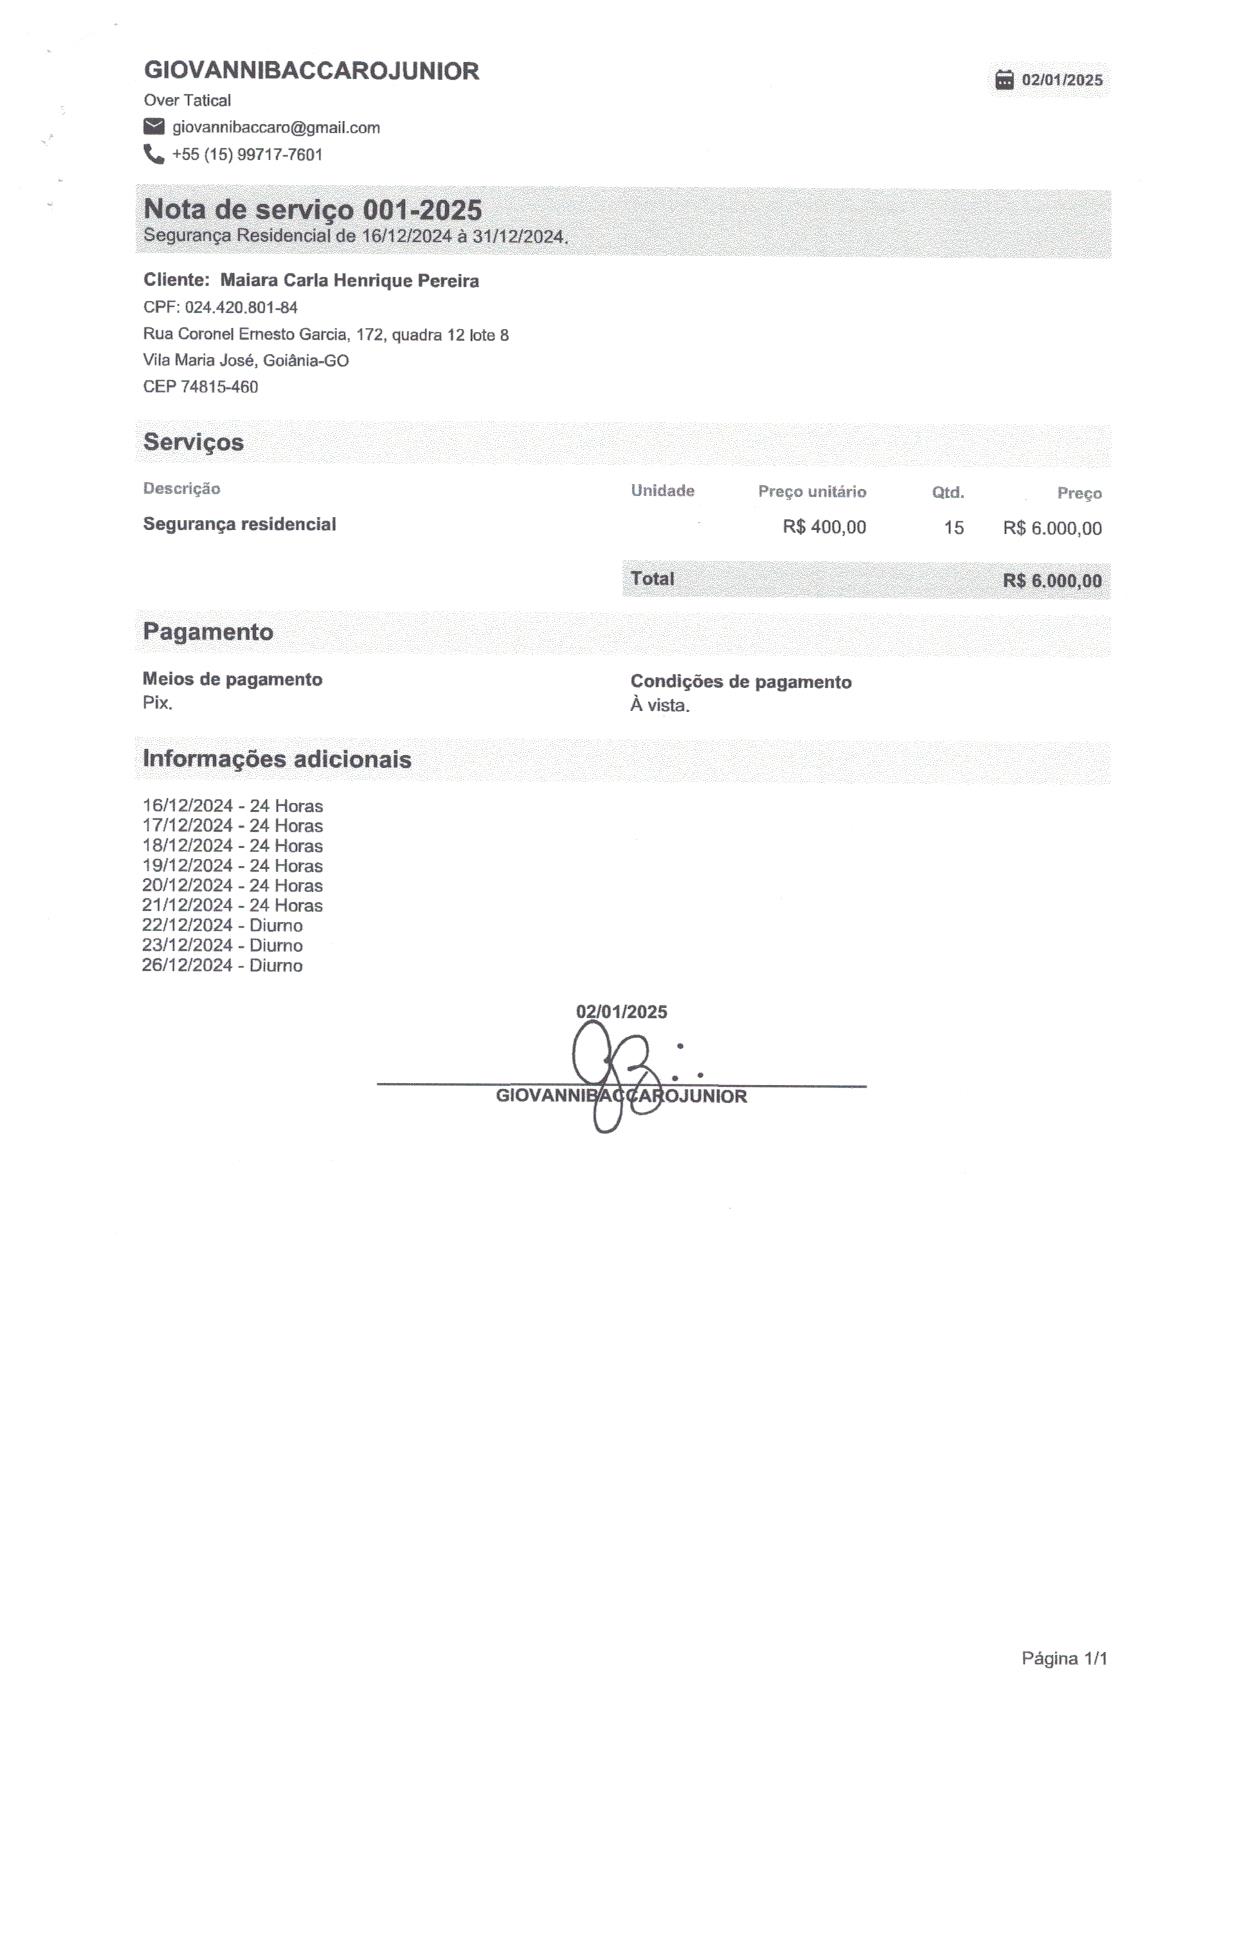 GIOVANNIBACCAROJUNIOR
02/01/2025
Over Tatical
giovannibaccaro@gmail.com
+55 (15) 99717-7601
Nota de serviço 001-2025
Segurança Residencial de 16/12/2024 à 31/12/2024.
Cliente: Maiara Carla Henrique Pereira
CPF: 024.420.801-84
Rua Coronel Ernesto Garcia, 172, quadra 12 lote 8
Vila Maria José, Goiânia-GO
CEP 74815-460
Serviços
Descrição Unidade Preço unitário Qtd. Preço
Segurança residencial R$ 400,00 15 R$ 6.000,00
Total R$ 6.000,00
Pagamento
Meios de pagamento Condições de pagamento
Pix. À vista.
Informações adicionais
16/12/2024 - 24 Horas
17/12/2024 - 24 Horas
18/12/2024 - 24 Horas
19/12/2024 - 24 Horas
20/12/2024 - 24 Horas
21/12/2024 - 24 Horas
22/12/2024 - Diurno
23/12/2024 - Diurno
26/12/2024 - Diurno
02/01/2025
GIOVANNIBACCAROJUNIOR
Página 1/1